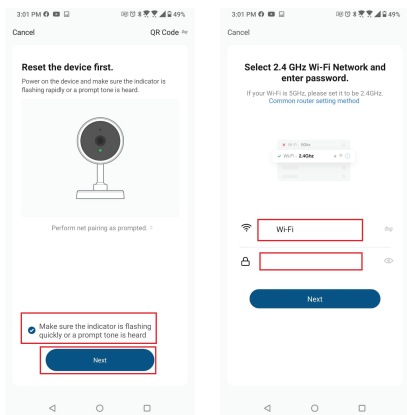 3:01 PM
49%
Cancel
QR Code
Reset the device first.
Power on the device and make sure the indicator is
flashing rapidly or a prompt tone is heard.
Perform net pairing as prompted. >
Make sure the indicator is flashing
quickly or a prompt tone is heard
Next
3:01 PM
49%
Cancel
Select 2.4 GHz Wi-Fi Network and
enter password.
If your Wi-Fi is 5GHz, please set it to be 2.4GHz.
Common router setting method
Wi-Fi - 5Ghz
Wi-Fi - 2.4Ghz
Wi-Fi
Next